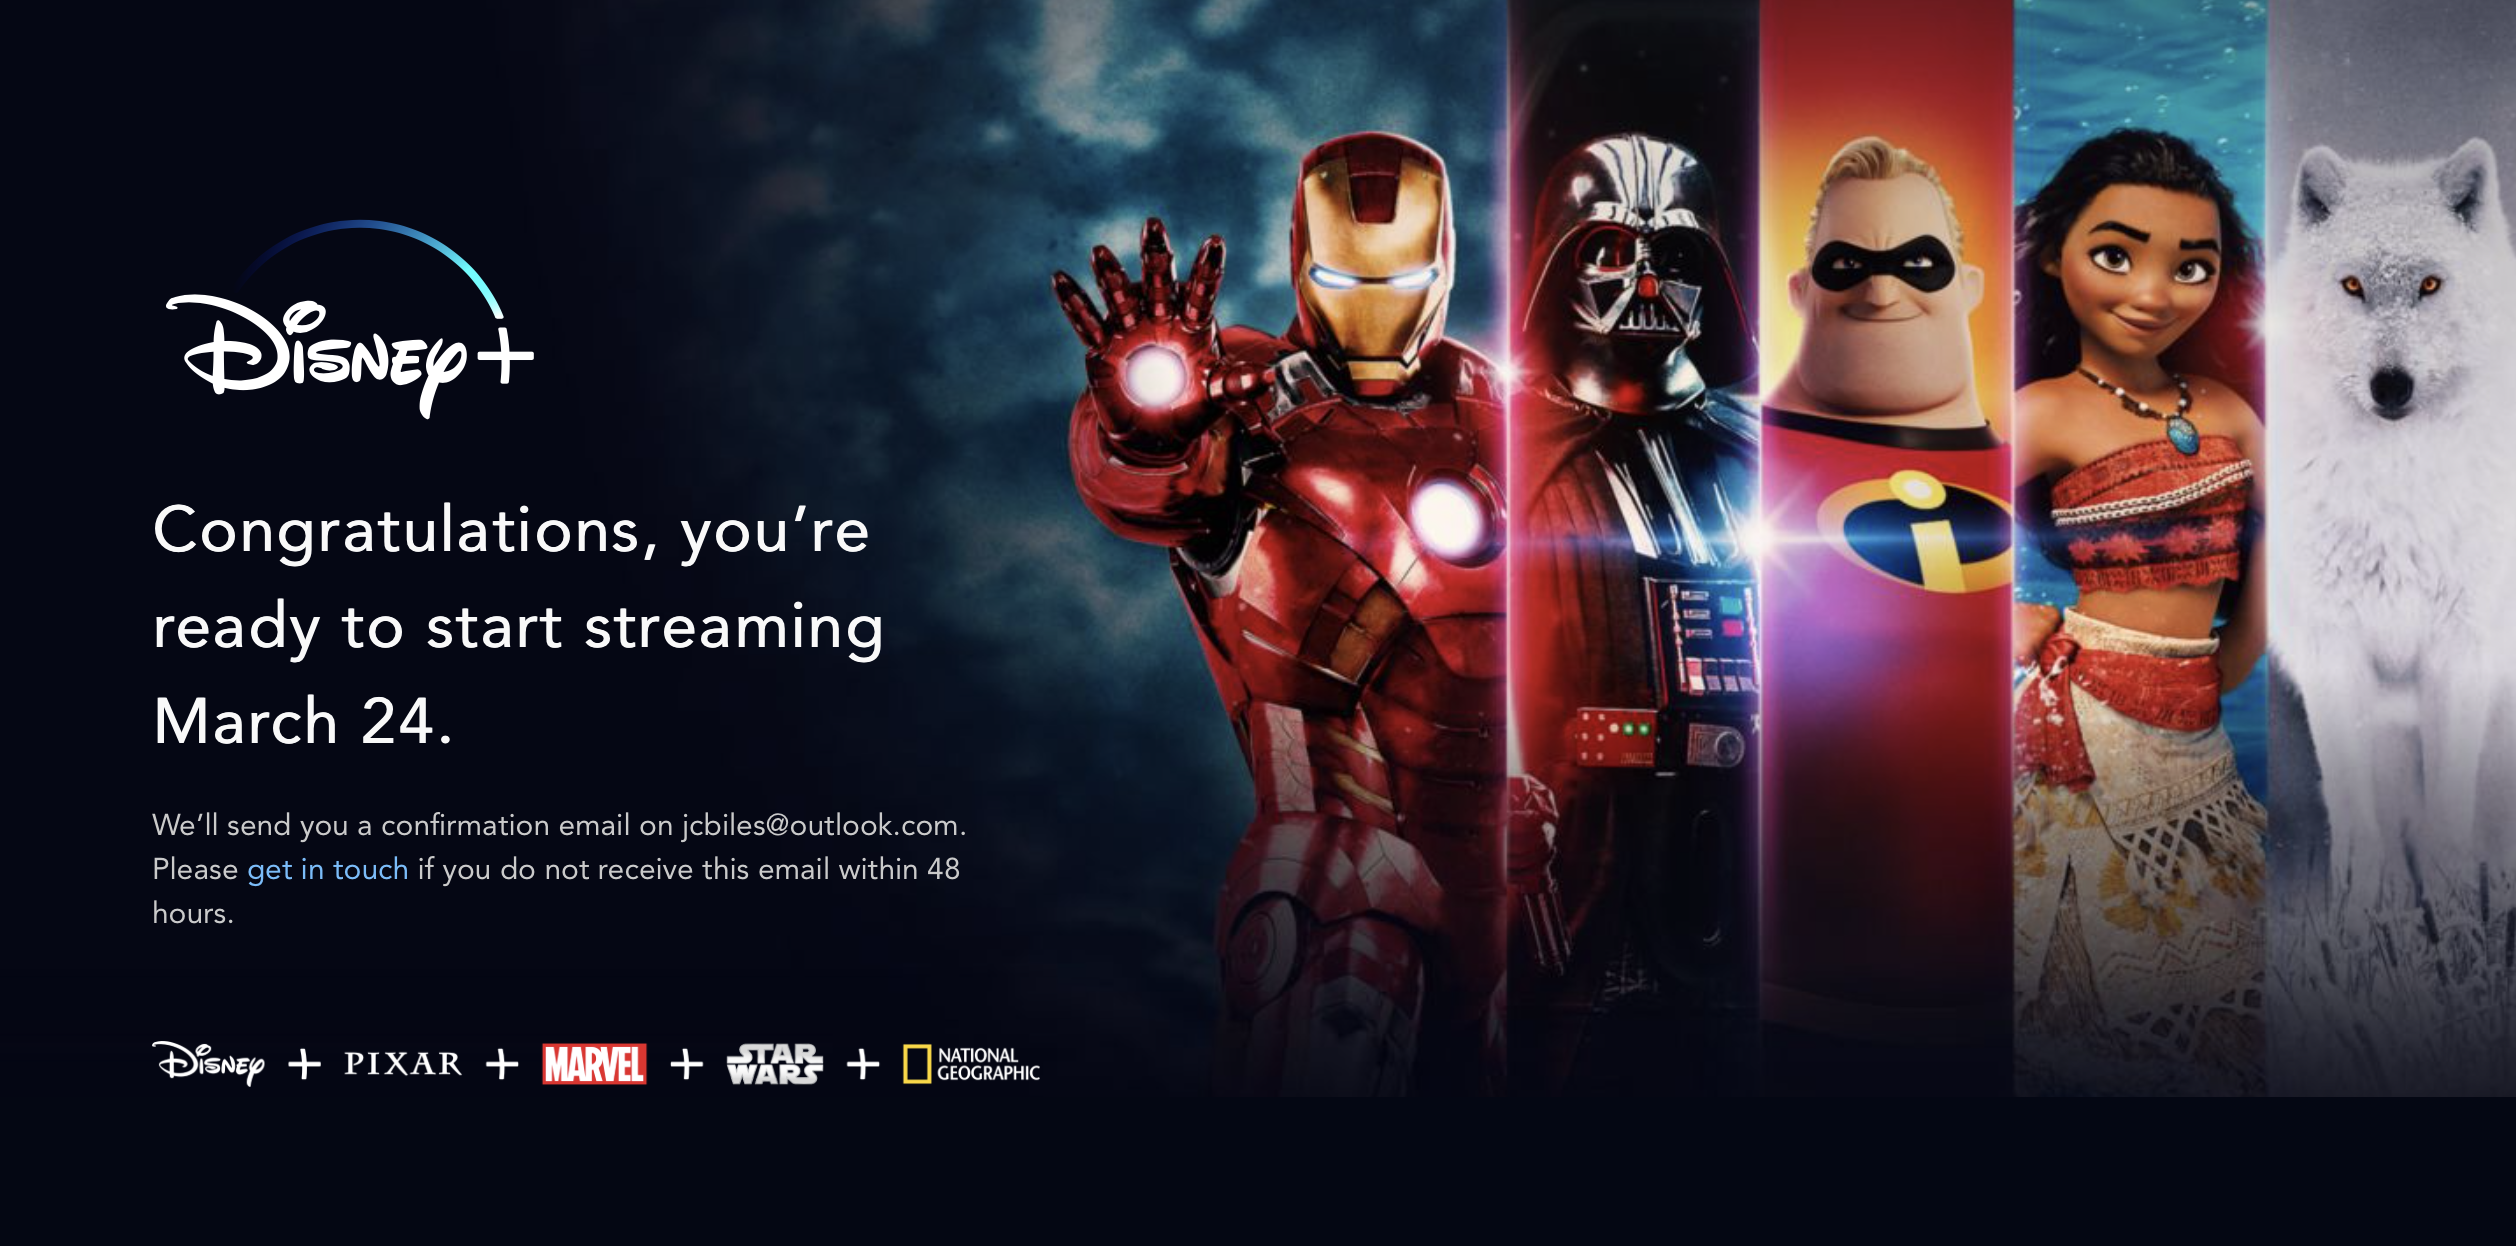 Disney+
Congratulations, you’re
ready to start streaming
March 24.
We’ll send you a confirmation email on jcbiles@outlook.com.
Please get in touch if you do not receive this email within 48
hours.
Disney + PIXAR + MARVEL + STAR WARS + NATIONAL GEOGRAPHIC